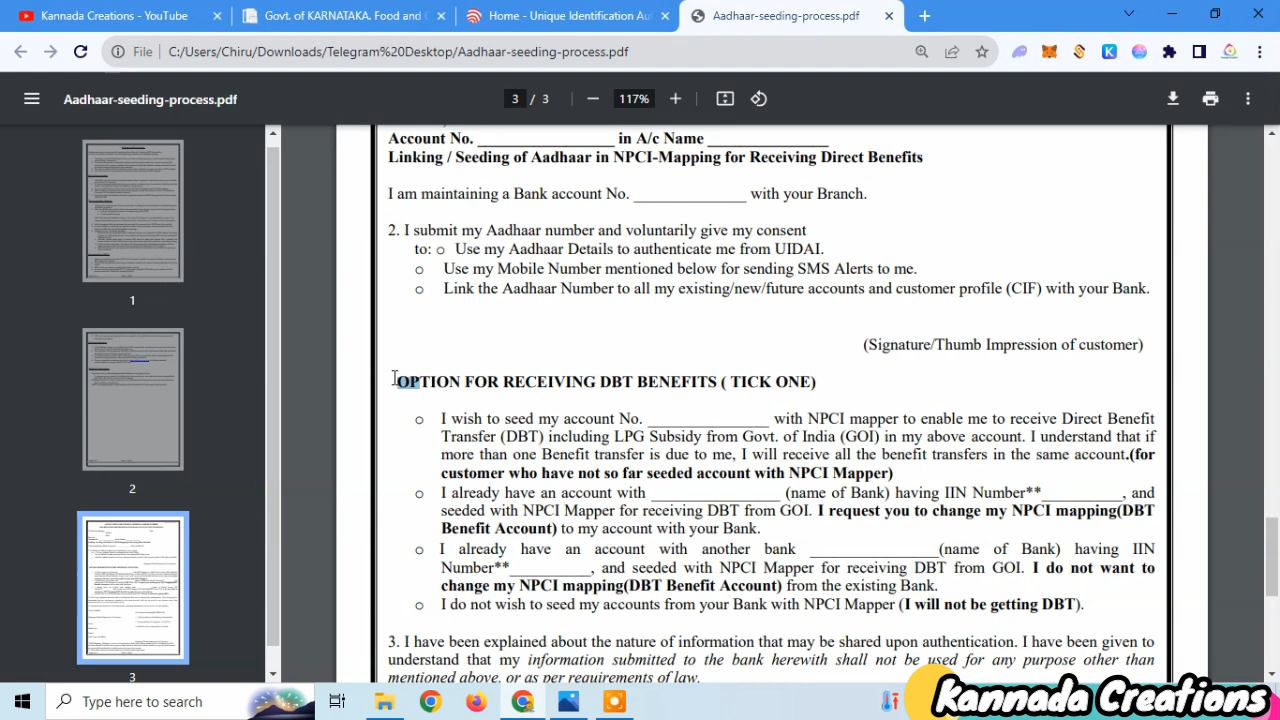 Kannada Creations - YouTube
Govt. of KARNATAKA. Food and C
Home - Unique Identification Aut
Aadhaar-seeding-process.pdf
File
C:/Users/Chiru/Downloads/Telegram%20Desktop/Aadhaar-seeding-process.pdf
Aadhaar-seeding-process.pdf
3 / 3
117%
1
2
3
Account No. _________________ in A/c Name _______________
Linking / Seeding of Aadhaar in NPCI-Mapping for Receiving Direct Benefits
I am maintaining a Bank account No. ______________ with your Branch.
2. I submit my Aadhaar number and voluntarily give my consent
to: o Use my Aadhaar Details to authenticate me from UIDAI.
o Use my Mobile Number mentioned below for sending SMS Alerts to me.
o Link the Aadhaar Number to all my existing/new/future accounts and customer profile (CIF) with your Bank.
(Signature/Thumb Impression of customer)
OPTION FOR RECEIVING DBT BENEFITS ( TICK ONE)
o I wish to seed my account No. _______________ with NPCI mapper to enable me to receive Direct Benefit
Transfer (DBT) including LPG Subsidy from Govt. of India (GOI) in my above account. I understand that if
more than one Benefit transfer is due to me, I will receive all the benefit transfers in the same account.(for
customer who have not so far seeded account with NPCI Mapper)
o I already have an account with ________________ (name of Bank) having IIN Number**__________, and
seeded with NPCI Mapper for receiving DBT from GOI. I request you to change my NPCI mapping(DBT
Benefit Account) to my account with your Bank.
o I already have an account with another bank ________________(name of Bank) having IIN
Number**__________, and seeded with NPCI Mapper for receiving DBT from GOI. I do not want to
change my NPCI mapping(DBT Benefit Account) from the existing Bank.
o I do not wish to seed my accounts from your Bank with NPCI Mapper (I will not be getting DBT).
3. I have been explained about the nature of information that may be shared upon authentication. I have been given to
understand that my information submitted to the bank herewith shall not be used for any purpose other than
mentioned above, or as per requirements of law.
Type here to search
Kannada Creations